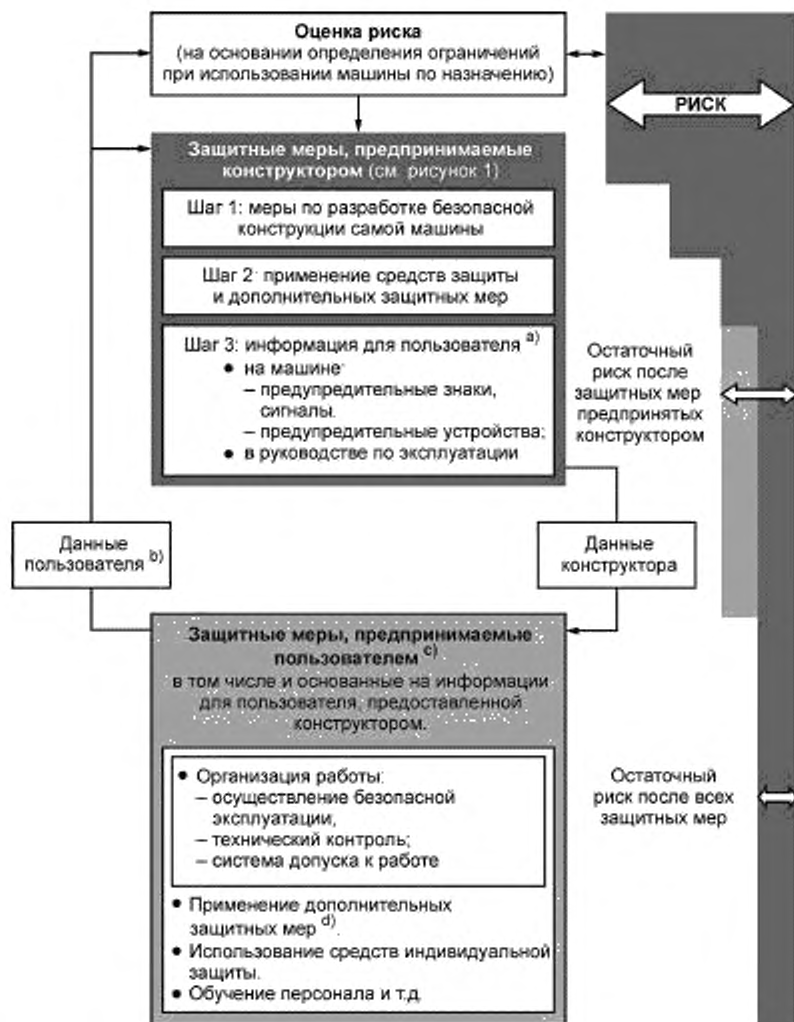 Оценка риска
(на основании определения ограничений
при использовании машины по назначению)
РИСК
Защитные меры, предпринимаемые
конструктором (см рисунок 1)
Шаг 1: меры по разработке безопасной
конструкции самой машины
Шаг 2: применение средств защиты
и дополнительных защитных мер
Шаг 3: информация для пользователя a)
● на машине:
– предупредительные знаки,
сигналы.
– предупредительные устройства;
● в руководстве по эксплуатации
Остаточный
риск после
защитных мер
предпринятых
конструктором
Данные
пользователя b)
Данные
конструктора
Защитные меры, предпринимаемые
пользователем c)
в том числе и основанные на информации
для пользователя, предоставленной
конструктором.
● Организация работы:
– осуществление безопасной
эксплуатации,
– технический контроль;
– система допуска к работе
● Применение дополнительных
защитных мер d).
● Использование средств индивидуальной
защиты.
● Обучение персонала и т.д
Остаточный
риск после всех
защитных мер